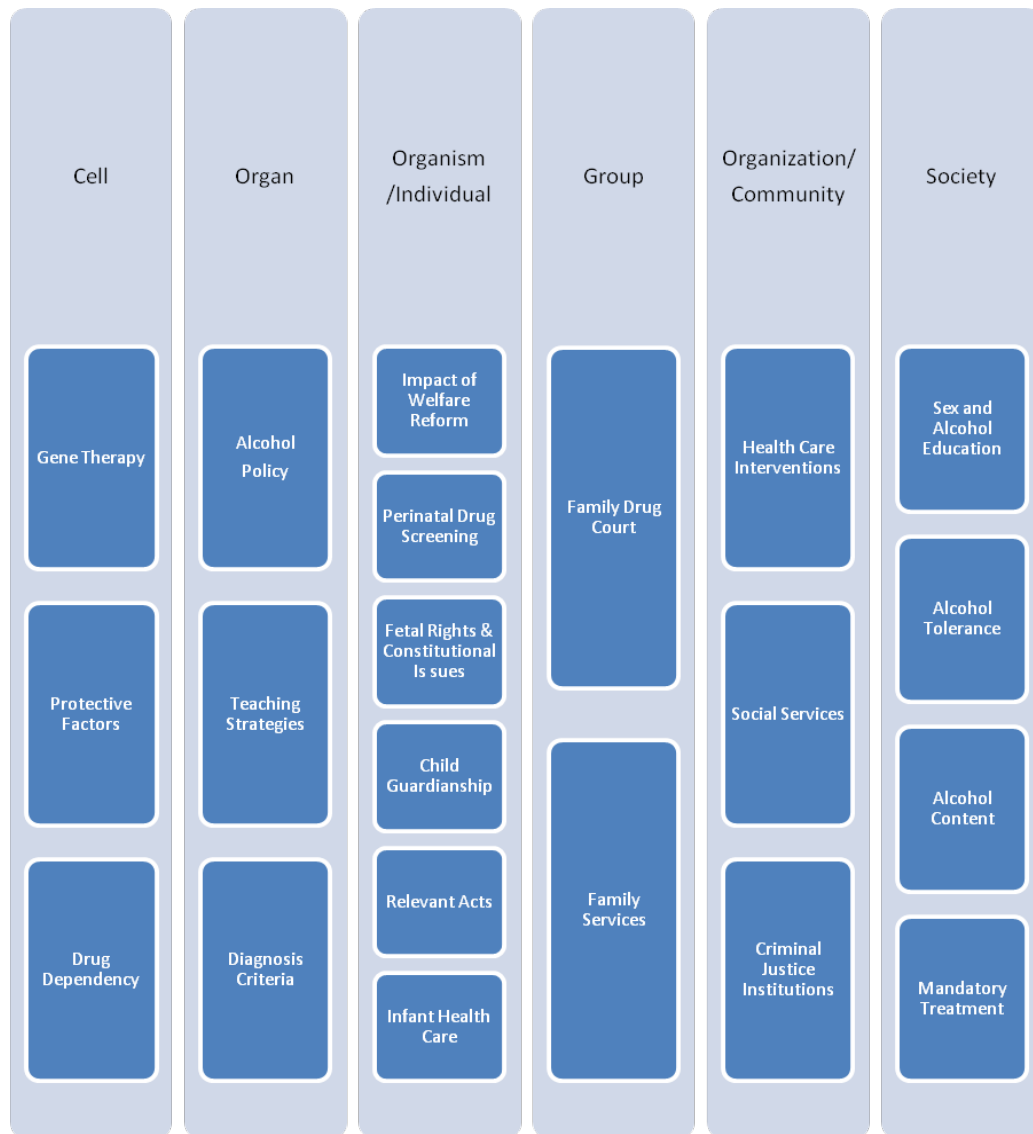 Cell
Gene Therapy
Protective
Factors
Drug
Dependency
Organ
Alcohol
Policy
Teaching
Strategies
Diagnosis
Criteria
Organism
/Individual
Impact of
Welfare
Reform
Perinatal Drug
Screening
Fetal Rights &
Constitutional
Is sues
Child
Guardianship
Relevant Acts
Infant Health
Care
Group
Family Drug
Court
Family
Services
Organization/
Community
Health Care
Interventions
Social Services
Criminal
Justice
Institutions
Society
Sex and
Alcohol
Education
Alcohol
Tolerance
Alcohol
Content
Mandatory
Treatment